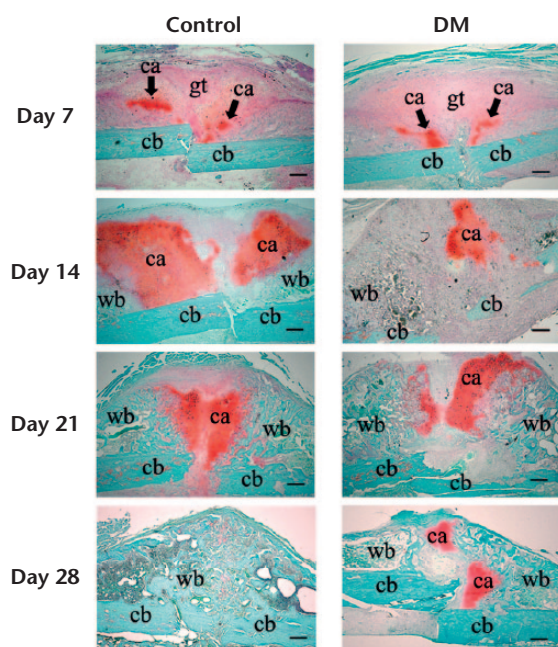 Control DM
Day 7
ca gt ca cb cb
ca gt ca cb cb
Day 14
ca ca wb wb cb cb
ca wb cb cb
Day 21
wb ca wb cb cb
ca wb wb cb cb
Day 28
wb cb cb
ca wb ca wb cb cb